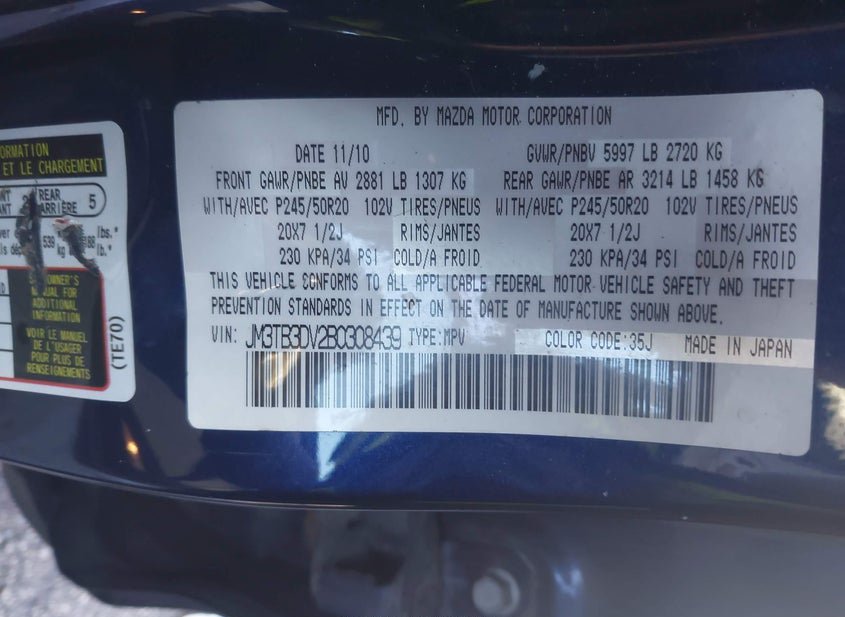 MFD. BY MAZDA MOTOR CORPORATION
DATE 11/10 GVWR/PNBV 5997 LB 2720 KG
FRONT GAWR/PNBE AV 2881 LB 1307 KG REAR GAWR/PNBE AR 3214 LB 1458 KG
WITH/AVEC P245/50R20 102V TIRES/PNEUS WITH/AVEC P245/50R20 102V TIRES/PNEUS
20X7 1/2J RIMS/JANTES 20X7 1/2J RIMS/JANTES
230 KPA/34 PSI COLD/A FROID 230 KPA/34 PSI COLD/A FROID
THIS VEHICLE CONFORMS TO ALL APPLICABLE FEDERAL MOTOR VEHICLE SAFETY AND THEFT
PREVENTION STANDARDS IN EFFECT ON THE DATE OF MANUFACTURE SHOWN ABOVE.
VIN: JM3TB3DV2B0308439 TYPE:MPV COLOR CODE:35J MADE IN JAPAN
ET LE CHARGEMENT
REAR
ARRIÈRE 5
lbs.*
kg
lb.*
OWNER'S
FOR
ADDITIONAL
INFORMATION
VOIR LE MANUEL
DE L'USAGER
POUR PLUS DE
RENSEIGNEMENTS
(TE70)